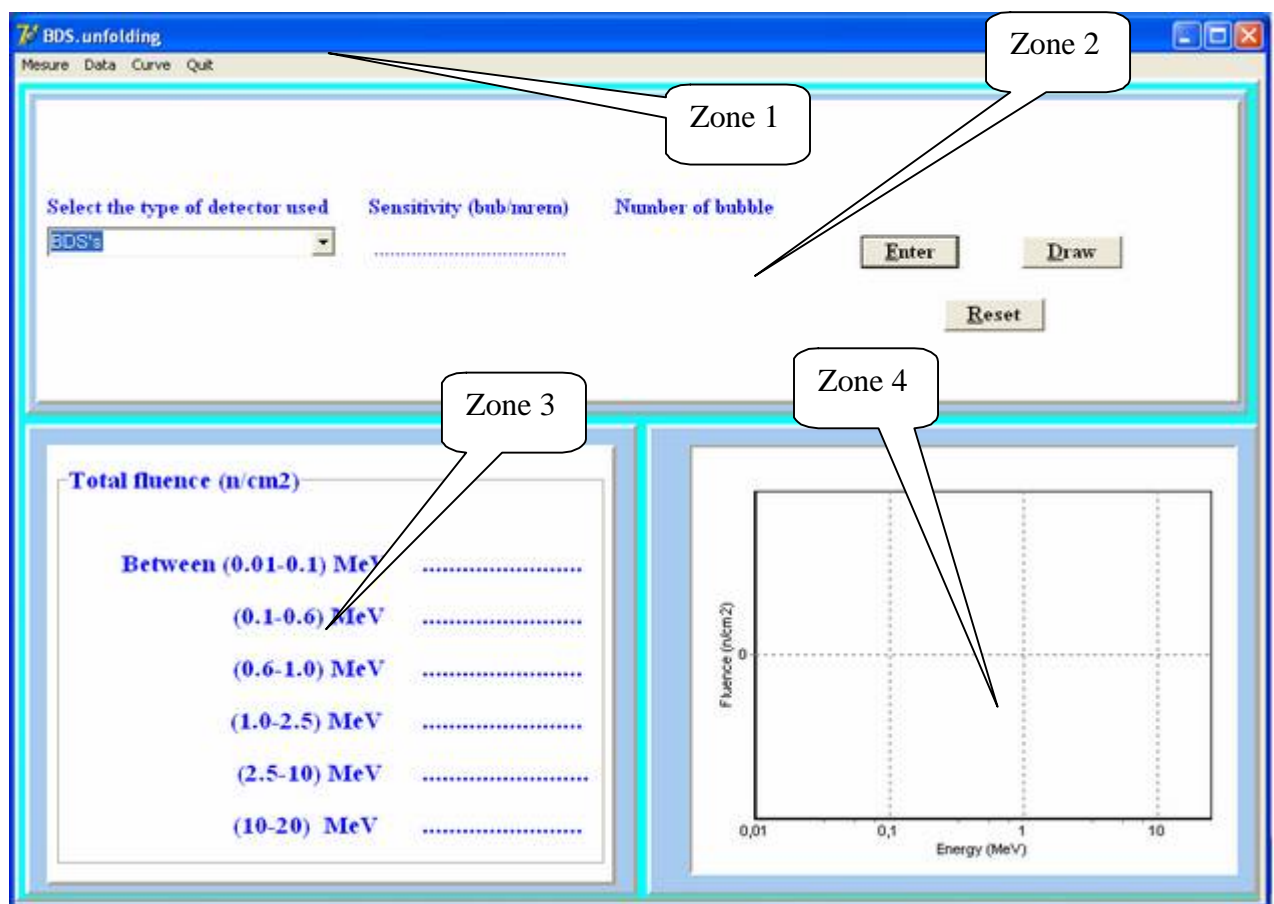 BDS.unfolding
Mesure Data Curve Quit
Zone 1
Zone 2
Select the type of detector used Sensitivity (bub/mrem) Number of bubble
BDS's ................................... Enter Draw
Reset
Zone 3
Zone 4
Total fluence (n/cm2)
Between (0.01-0.1) MeV .............................
(0.1-0.6) MeV .............................
(0.6-1.0) MeV .............................
(1.0-2.5) MeV .............................
(2.5-10) MeV ..............................
(10-20) MeV .............................
Fluence (n/cm2)
0
0,01 0,1 1 10
Energy (MeV)